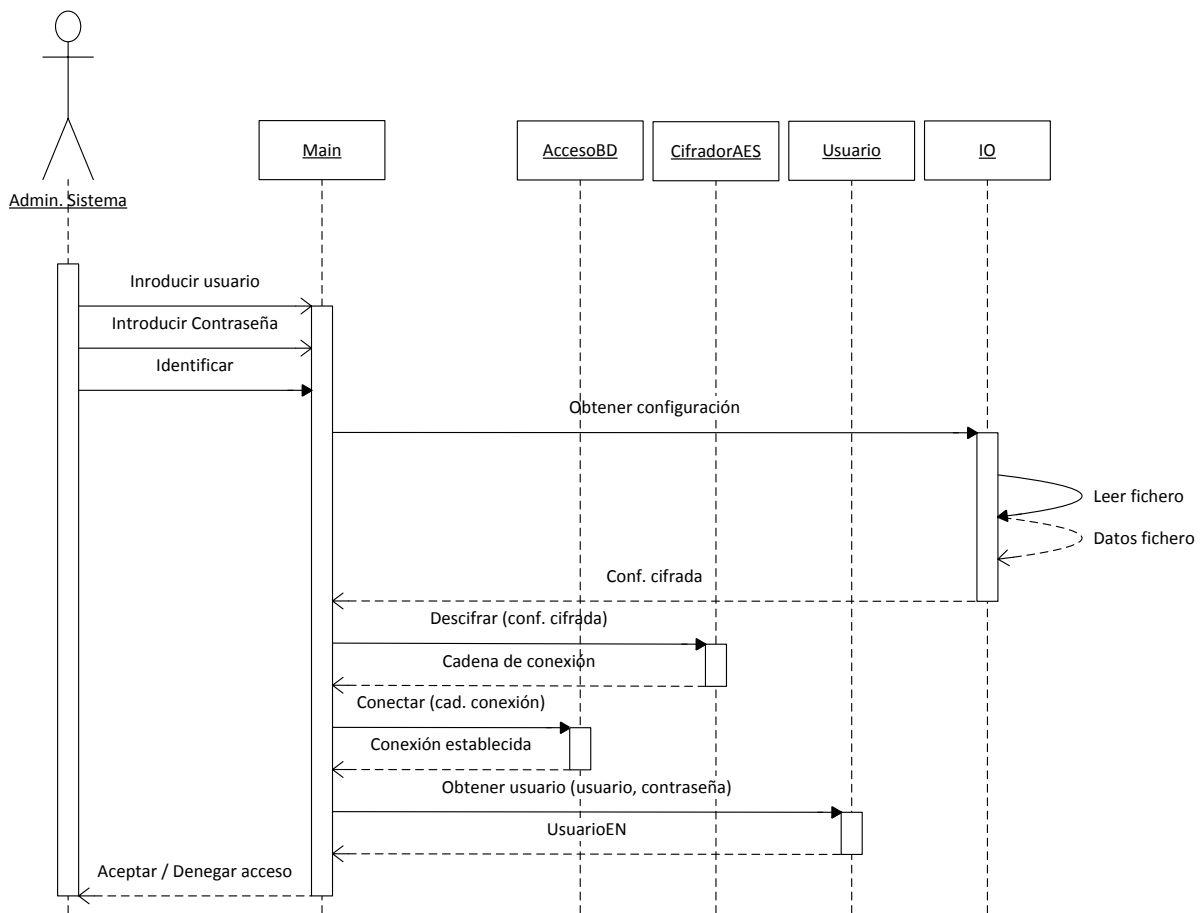 Main
AccesoBD
CifradorAES
Usuario
IO
Admin. Sistema
Inroducir usuario
Introducir Contraseña
Identificar
Obtener configuración
Leer fichero
Datos fichero
Conf. cifrada
Descifrar (conf. cifrada)
Cadena de conexión
Conectar (cad. conexión)
Conexión establecida
Obtener usuario (usuario, contraseña)
UsuarioEN
Aceptar / Denegar acceso